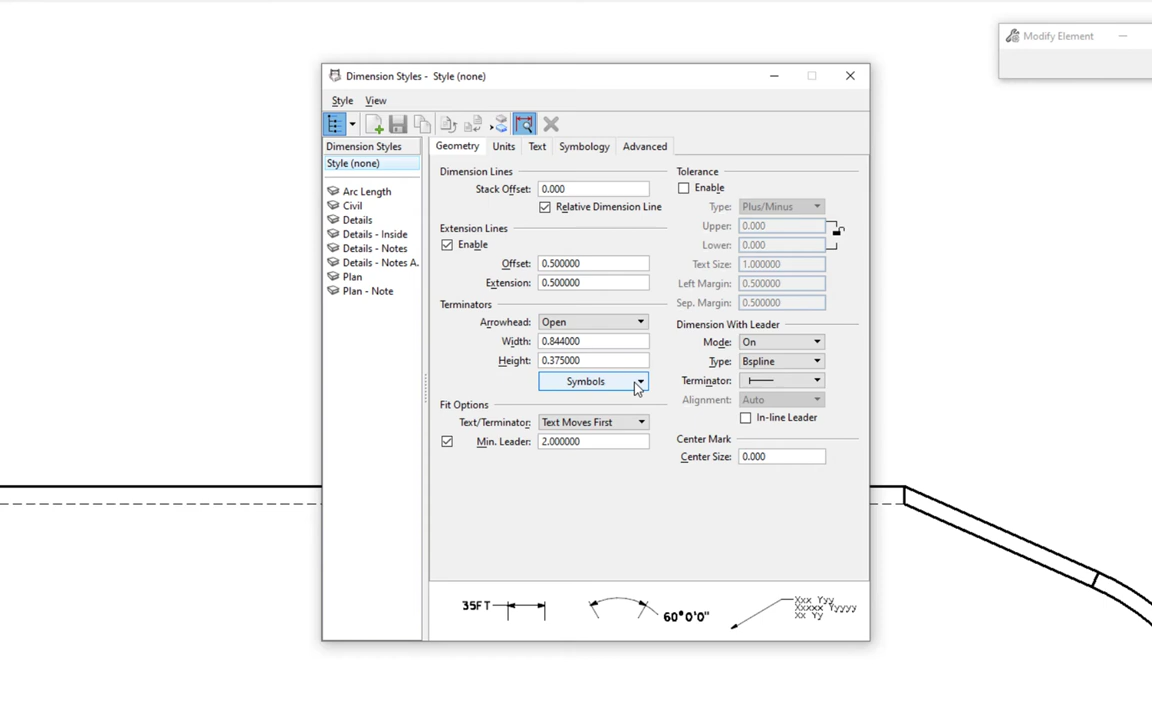 Modify Element
Dimension Styles - Style (none)
Style View
Dimension Styles
Style (none)
Arc Length
Civil
Details
Details - Inside
Details - Notes
Details - Notes A.
Plan
Plan - Note
Geometry Units Text Symbology Advanced
Dimension Lines
Stack Offset: 0.000
Relative Dimension Line
Extension Lines
Enable
Offset: 0.500000
Extension: 0.500000
Terminators
Arrowhead: Open
Width: 0.844000
Height: 0.375000
Symbols
Fit Options
Text/Terminator: Text Moves First
Min. Leader: 2.000000
Tolerance
Enable
Type: Plus/Minus
Upper: 0.000
Lower: 0.000
Text Size: 1.000000
Left Margin: 0.500000
Sep. Margin: 0.500000
Dimension With Leader
Mode: On
Type: Bspline
Terminator:
Alignment: Auto
In-line Leader
Center Mark
Center Size: 0.000
35FT
60°0'0"
Xxx Yyy
Xxxxx Yyyyy
Xx Yy